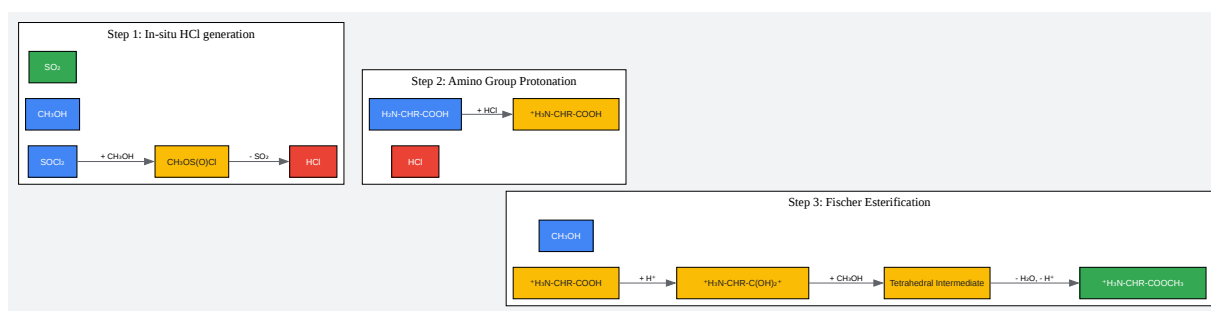 Step 1: In-situ HCl generation
SO₂
CH₃OH
SOCl₂
+ CH₃OH
CH₃OS(O)Cl
- SO₂
HCl
Step 2: Amino Group Protonation
H₂N-CHR-COOH
+ HCl
⁺H₃N-CHR-COOH
HCl
Step 3: Fischer Esterification
CH₃OH
⁺H₃N-CHR-COOH
+ H⁺
⁺H₃N-CHR-C(OH)₂⁺
+ CH₃OH
Tetrahedral Intermediate
- H₂O, - H⁺
⁺H₃N-CHR-COOCH₃